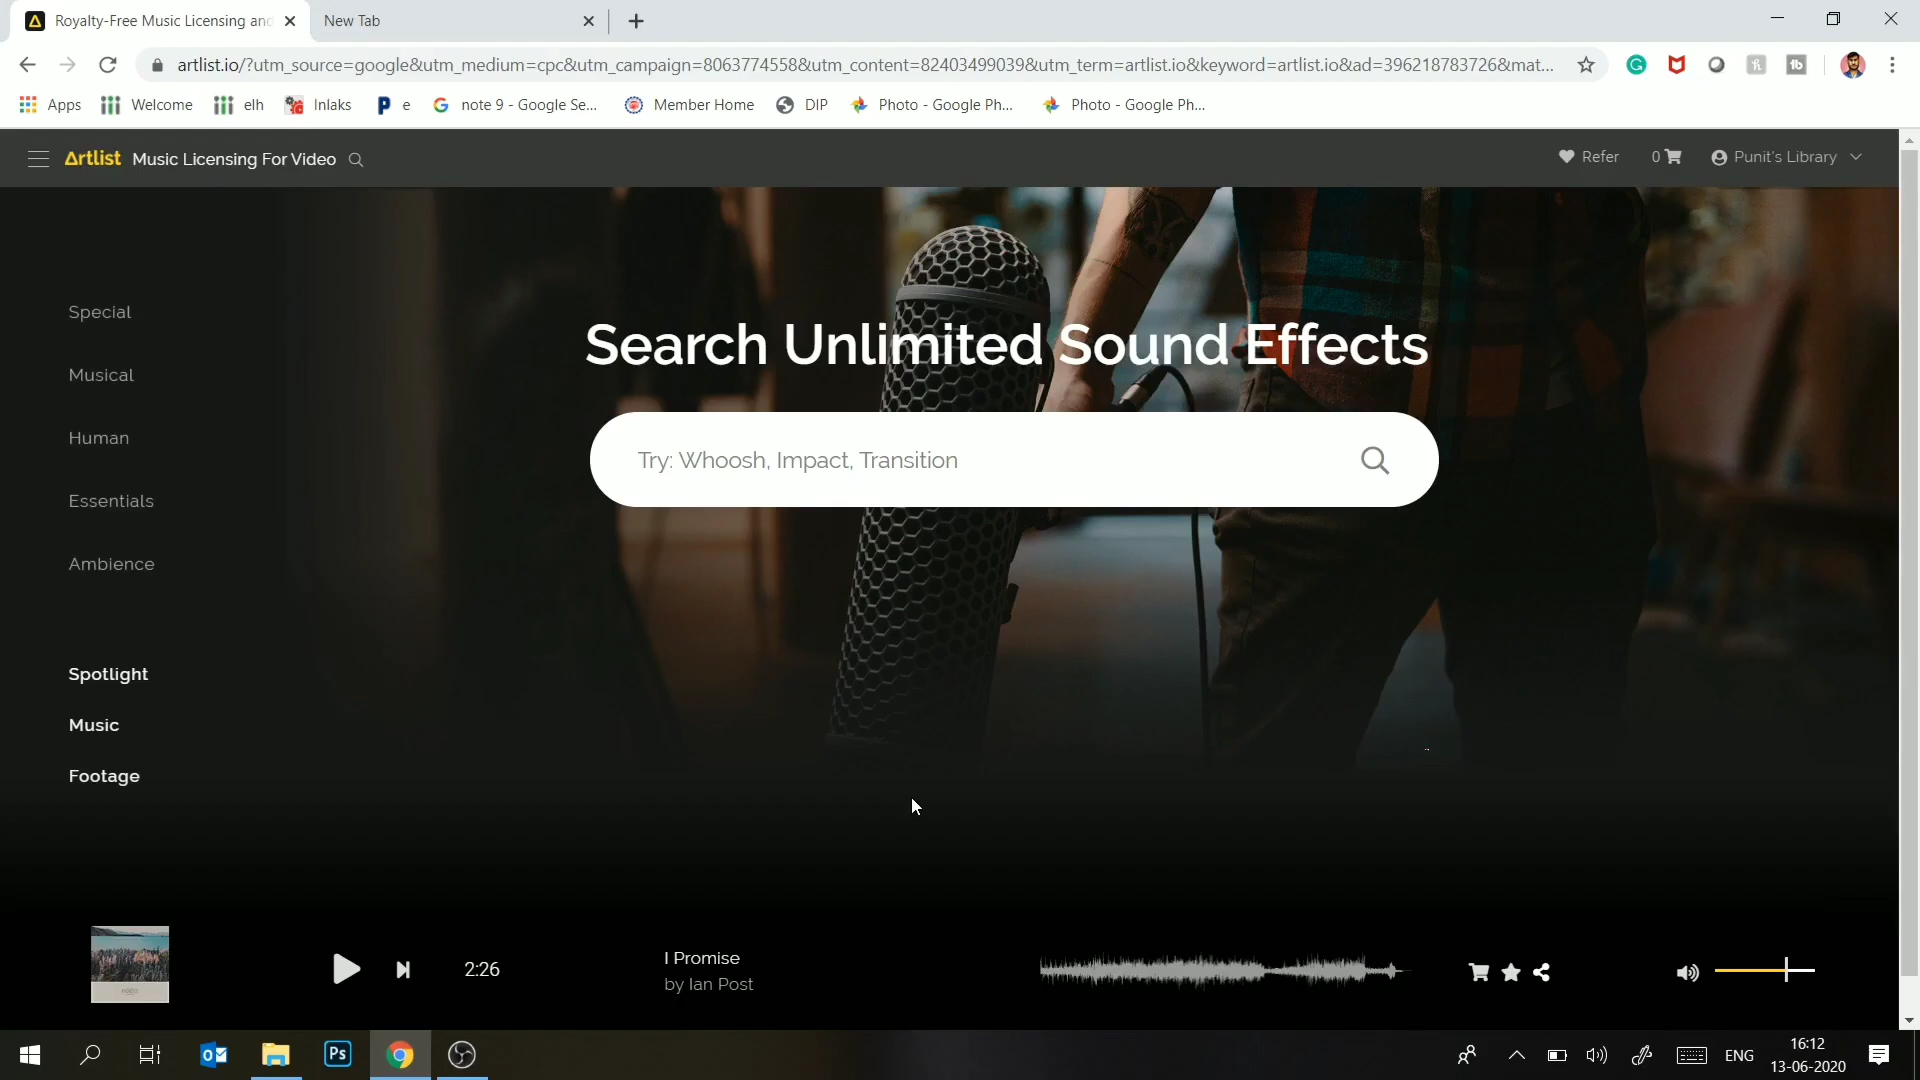 Royalty-Free Music Licensing and
New Tab
artlist.io/?utm_source=google&utm_medium=cpc&utm_campaign=8063774558&utm_content=82403499039&utm_term=artlist.io&keyword=artlist.io&ad=396218783726&mat...
Apps
Welcome
elh
Inlaks
e
note 9 - Google Se...
Member Home
DIP
Photo - Google Ph...
Photo - Google Ph...
Artlist Music Licensing For Video
Refer
0
Punit's Library
Special
Musical
Human
Essentials
Ambience
Spotlight
Music
Footage
Search Unlimited Sound Effects
Try: Whoosh, Impact, Transition
2:26
I Promise
by Ian Post
Ps
ENG
16:12
13-06-2020